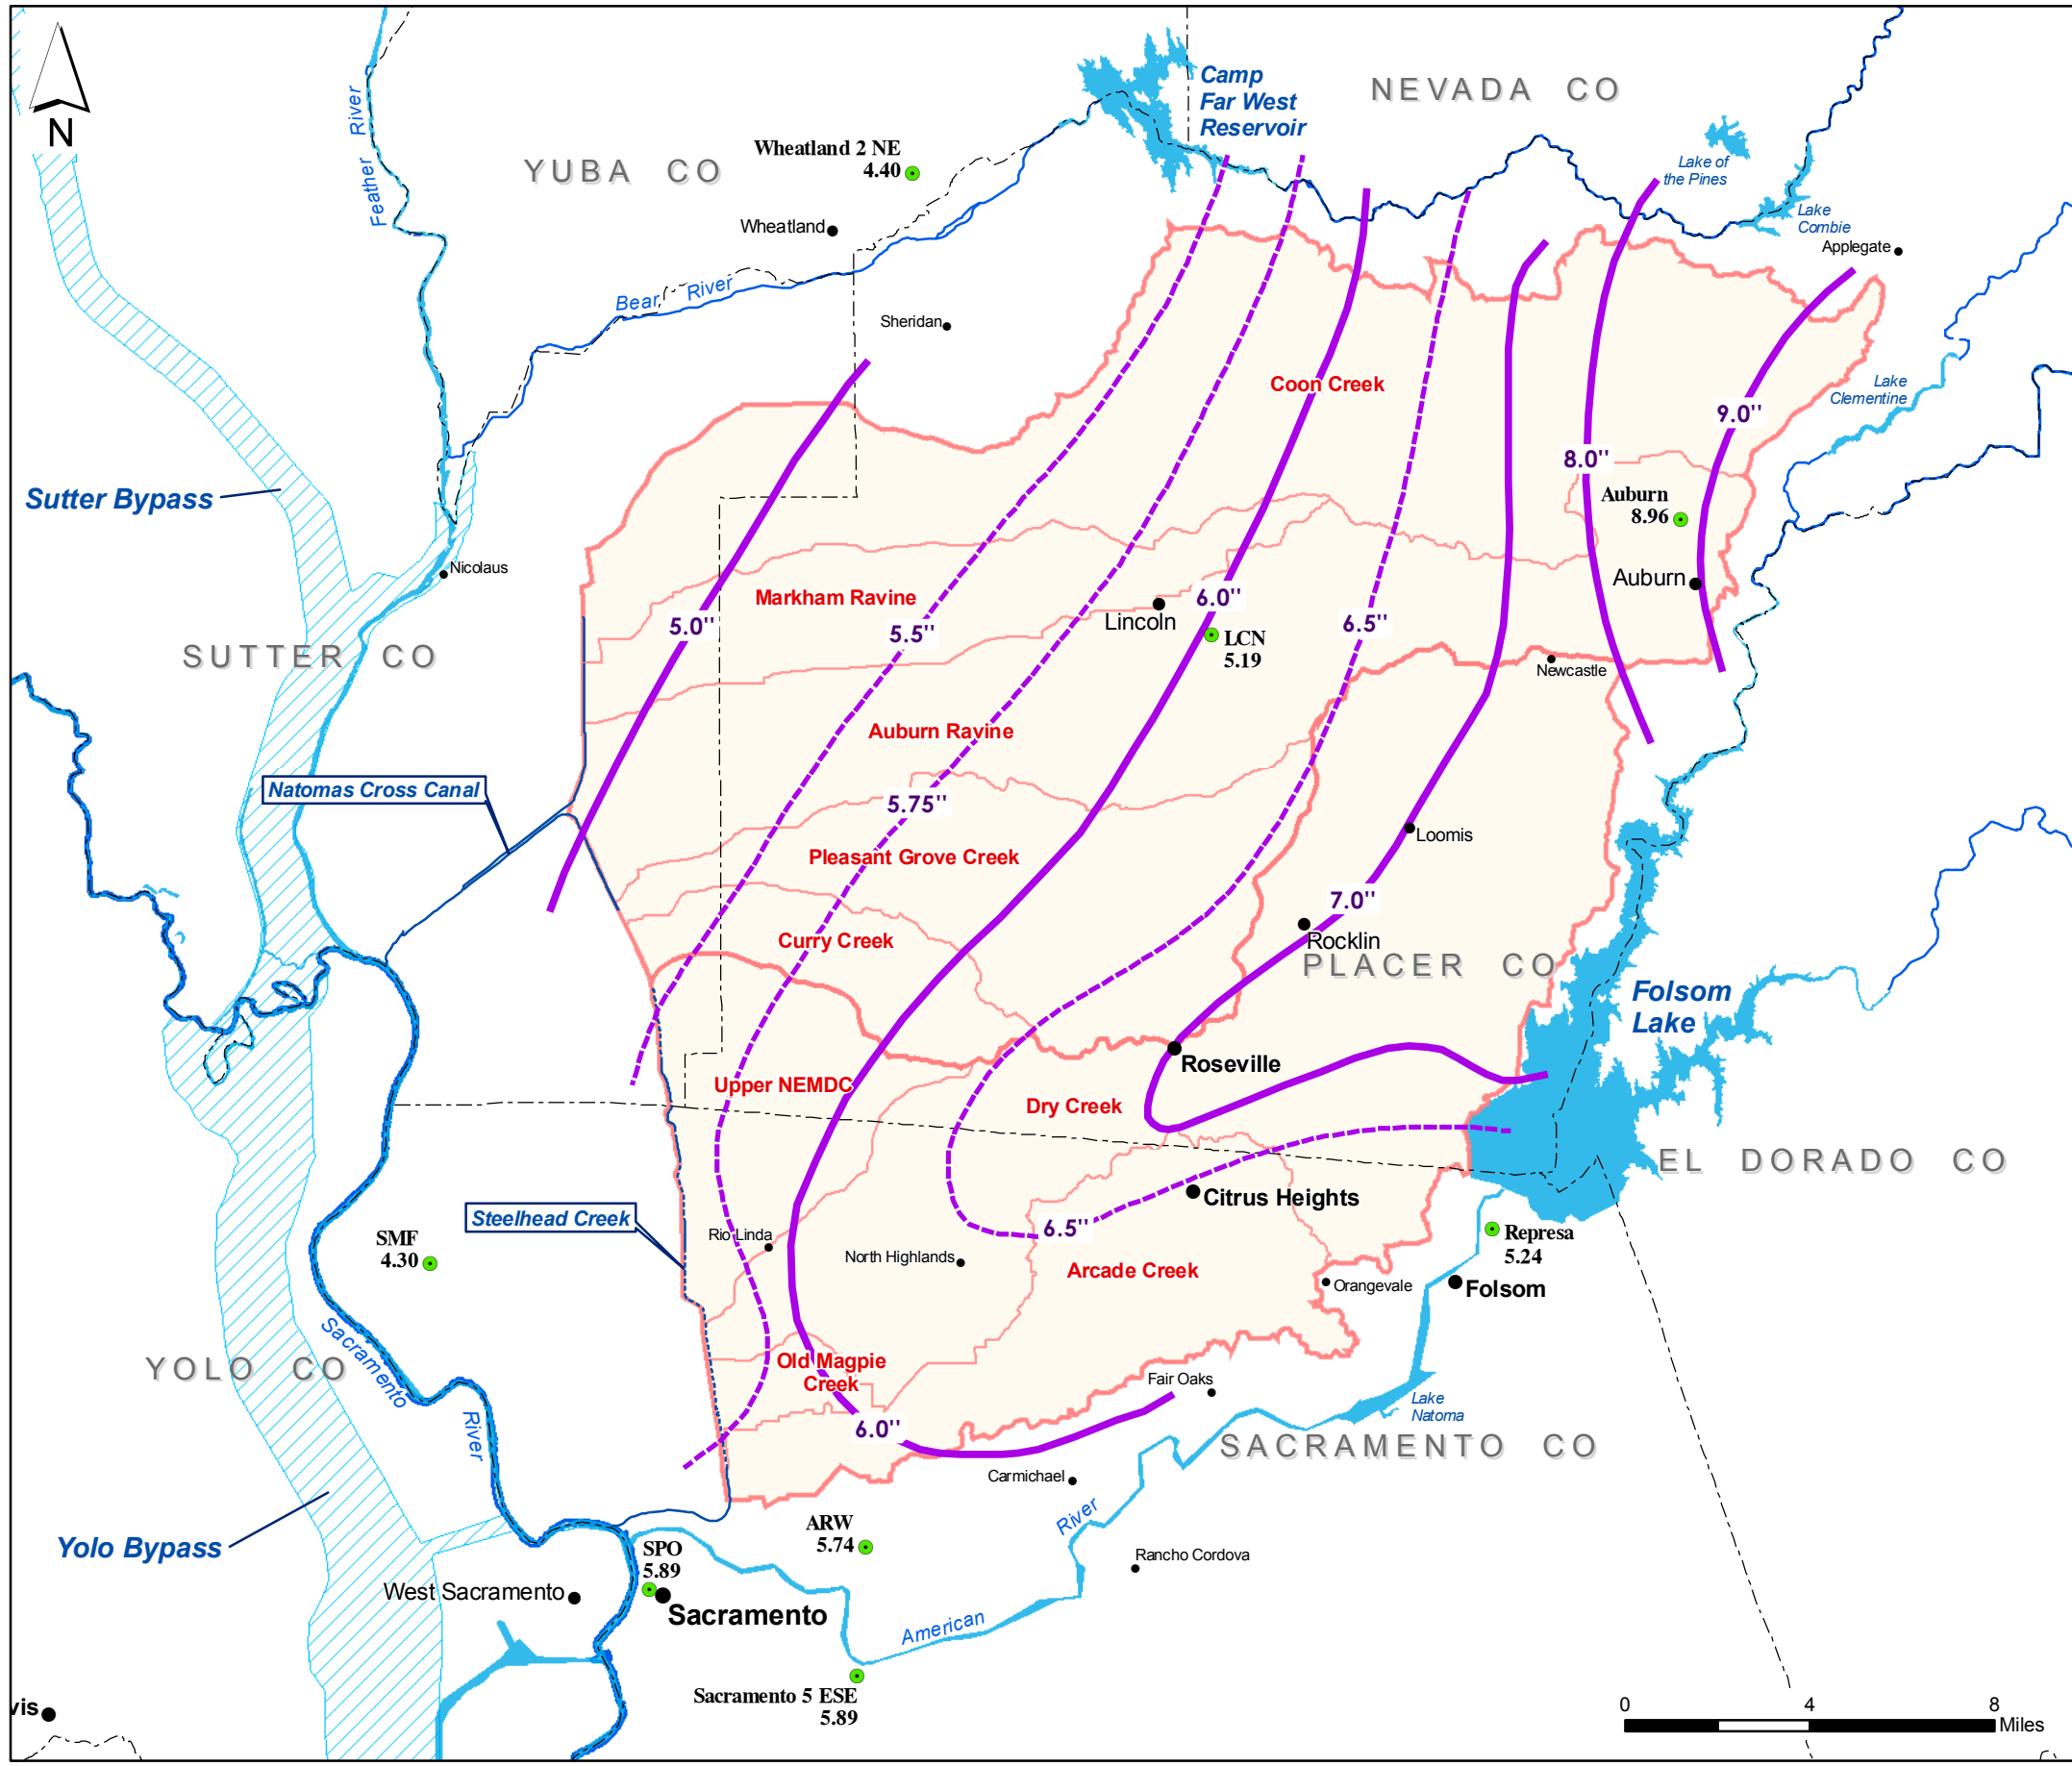 N
Camp
Far West
Reservoir
NEVADA CO
River
Feather
Wheatland 2 NE
4.40
YUBA CO
Wheatland
Lake of
the Pines
Lake
Combie
Applegate
Bear River
Sheridan
Coon Creek
Lake
Clementine
9.0"
8.0"
Sutter Bypass
Auburn
8.96
Nicolaus
Auburn
Markham Ravine
5.0"
5.5"
Lincoln
6.0"
LCN
5.19
6.5"
SUTTER CO
Newcastle
Auburn Ravine
Natomas Cross Canal
5.75"
Loomis
Pleasant Grove Creek
7.0"
Curry Creek
Rocklin
PLACER CO
Folsom
Lake
Roseville
Upper NEMDC
Dry Creek
EL DORADO CO
Citrus Heights
Steelhead Creek
Rio Linda
6.5"
SMF
4.30
North Highlands
Arcade Creek
Represa
5.24
Orangevale
Folsom
YOLO CO
Sacramento
River
Old Magpie
Creek
Fair Oaks
Lake
Natoma
6.0"
SACRAMENTO CO
Carmichael
River
ARW
5.74
Yolo Bypass
SPO
5.89
Rancho Cordova
West Sacramento
Sacramento
American
Sacramento 5 ESE
5.89
vis
0 4 8
Miles